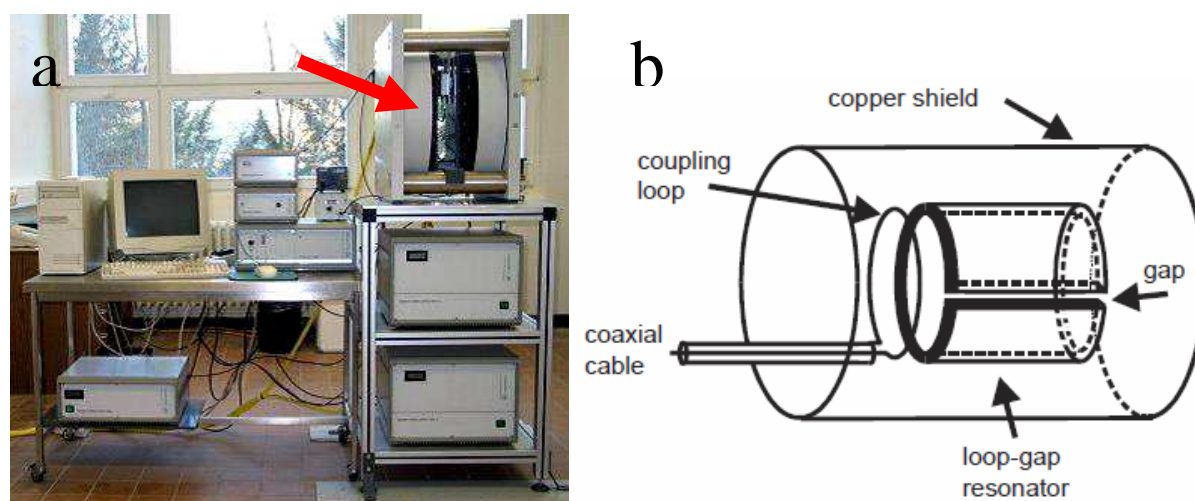 a
b
copper shield
coupling
loop
gap
coaxial
cable
loop-gap
resonator